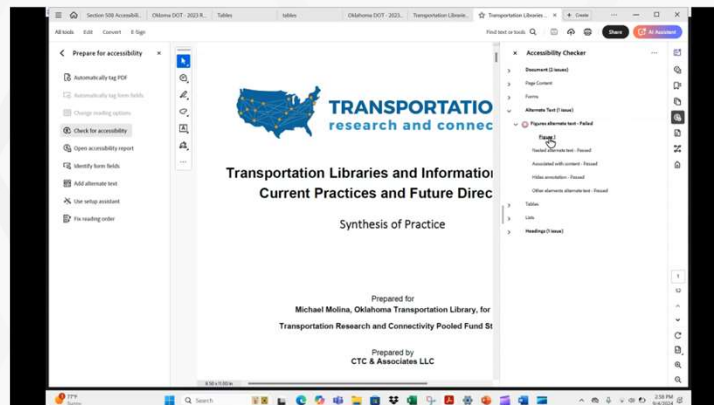 Section 508 Accessibili...
Oklahoma DOT - 2023 R...
Tables
tables
Oklahoma DOT - 2023...
Transportation Librarie...
Transportation Libraries ...
+ Create
All tools
Edit
Convert
E-Sign
Find text or tools
Share
AI Assistant
Prepare for accessibility
Automatically tag PDF
Automatically tag form fields
Change reading options
Check for accessibility
Open accessibility report
Identify form fields
Add alternate text
Use setup assistant
Fix reading order
TRANSPORTATIO
research and connec
Transportation Libraries and Information
Current Practices and Future Direc
Synthesis of Practice
Prepared for
Michael Molina, Oklahoma Transportation Library, for
Transportation Research and Connectivity Pooled Fund St
Prepared by
CTC & Associates LLC
8.50 x 11.00 in
Accessibility Checker
Document (2 issues)
Page Content
Forms
Alternate Text (1 issue)
Figures alternate text - Failed
Figure 1
Nested alternate text - Passed
Associated with content - Passed
Hides annotation - Passed
Other elements alternate text - Passed
Tables
Lists
Headings (1 issue)
1
77°F
Search
2:58 PM